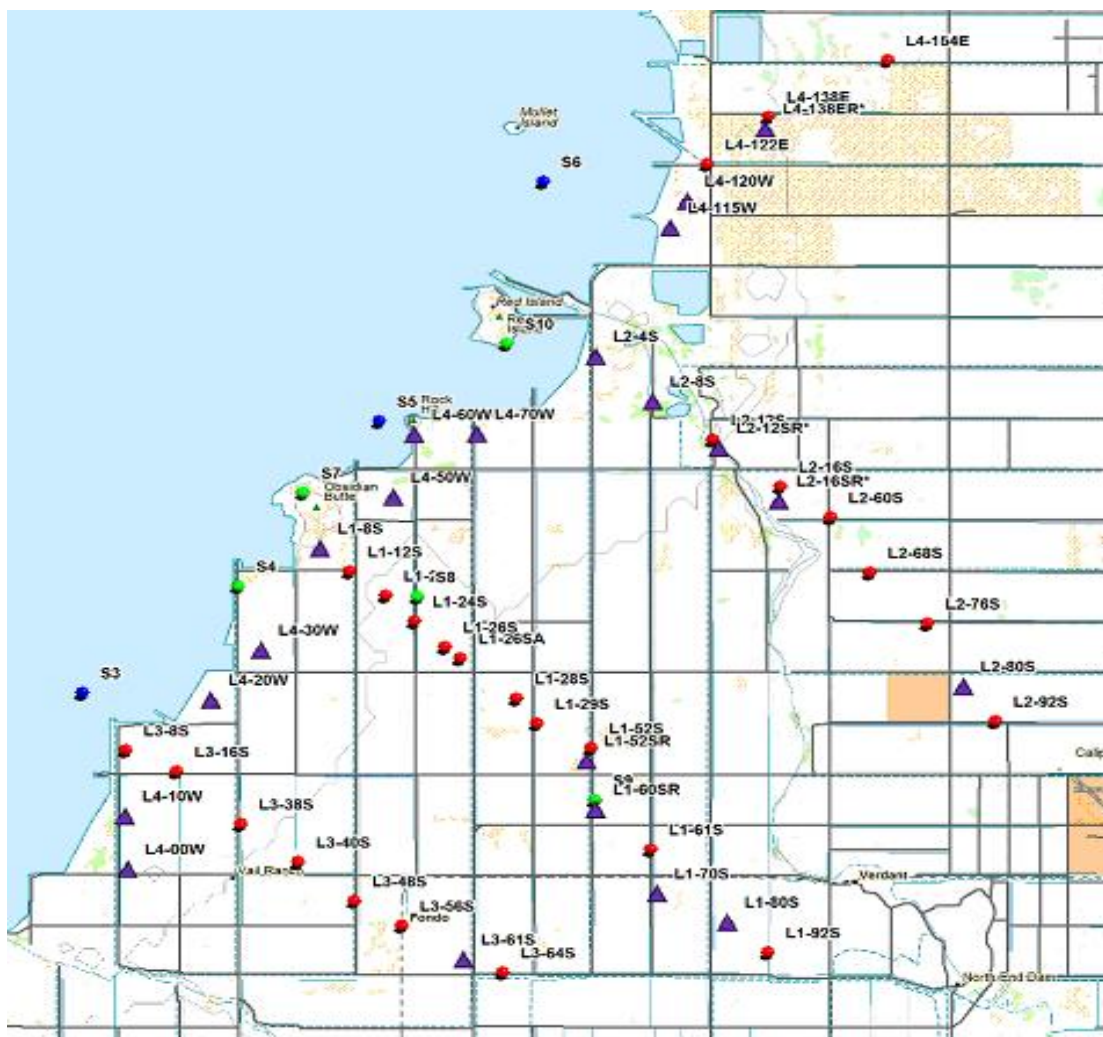 L4-154E
L4-138E
L4-138ER*
Mullet
Island
L4-122E
S6
L4-120W
L4-115W
Red Island
S10
L2-4S
L2-8S
S5
Rock
L4-60W
L4-70W
L2-12S
L2-12SR*
S7
Obsidian
Butte
L4-50W
L2-16S
L2-16SR*
L2-60S
L1-8S
L1-12S
S4
S8
L2-68S
L1-24S
L1-26S
L1-26SA
L2-76S
L4-30W
L2-80S
S3
L4-20W
L1-28S
L2-92S
L1-29S
L3-8S
L1-52S
L1-52SR
L3-16S
S9
L1-60SR
L4-10W
L3-38S
L1-61S
L4-00W
L3-40S
Vail Ranch
Verdant
L1-70S
L3-48S
L3-56S
Fondo
L1-80S
L3-61S
L3-64S
L1-92S
North End Dam